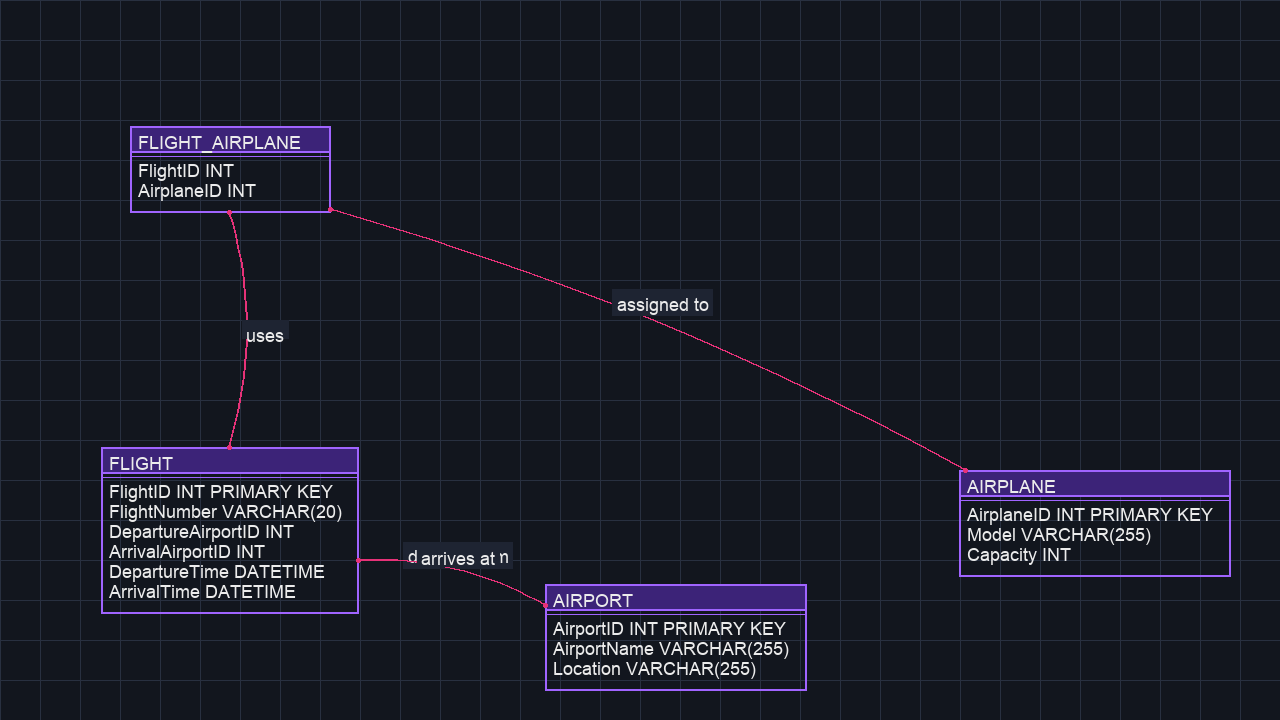 FLIGHT_AIRPLANE
FlightID INT
AirplaneID INT
assigned to
uses
FLIGHT
FlightID INT PRIMARY KEY
FlightNumber VARCHAR(20)
DepartureAirportID INT
ArrivalAirportID INT
DepartureTime DATETIME
ArrivalTime DATETIME
arrives at
AIRPORT
AirportID INT PRIMARY KEY
AirportName VARCHAR(255)
Location VARCHAR(255)
AIRPLANE
AirplaneID INT PRIMARY KEY
Model VARCHAR(255)
Capacity INT